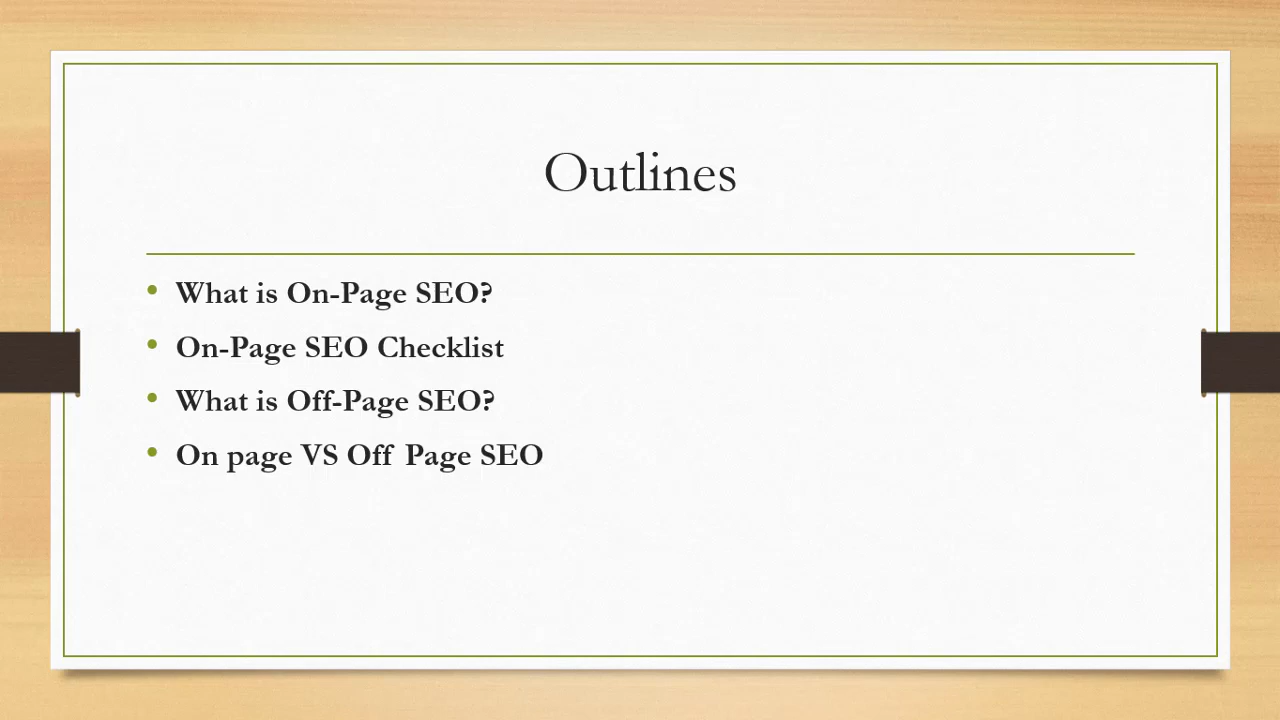 Outlines
• What is On-Page SEO?
• On-Page SEO Checklist
• What is Off-Page SEO?
• On page VS Off Page SEO